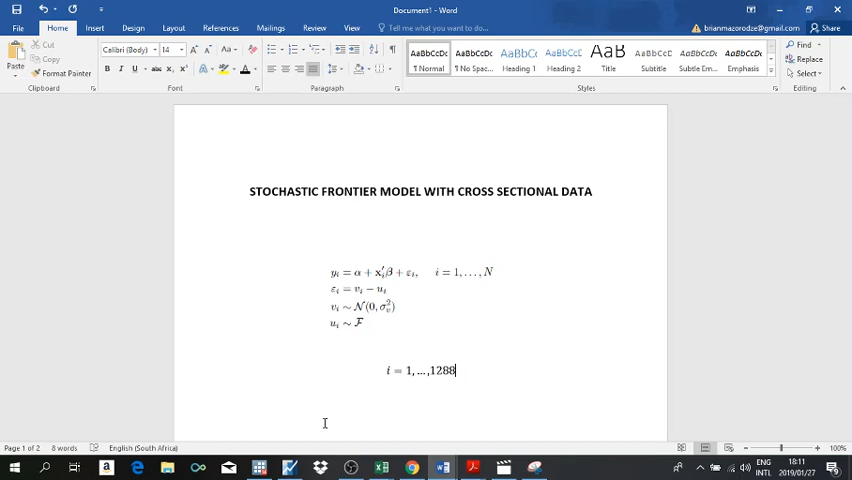 Document1 - Word
brianmazorodze@gmail.com
File Home Insert Design Layout References Mailings Review View Tell me what you want to do Share
Paste
Cut
Copy
Format Painter
Clipboard
Calibri (Body) 14
Font
Paragraph
AaBbCcDc AaBbCcDc AaBbC( AaBbCcD AaB AaBbCcD AaBbCcDc AaBbCcDc
¶ Normal ¶ No Spac... Heading 1 Heading 2 Title Subtitle Subtle Em... Emphasis
Styles
Find
Replace
Select
Editing
STOCHASTIC FRONTIER MODEL WITH CROSS SECTIONAL DATA
yᵢ = α + x′ᵢβ + εᵢ, i = 1, . . . , N
εᵢ = vᵢ − uᵢ
vᵢ ∼ 𝒩(0, σ²ᵥ)
uᵢ ∼ ℱ
i = 1, … ,1288
Page 1 of 2 8 words English (South Africa) 100%
ENG INTL 18:11 2019/01/27